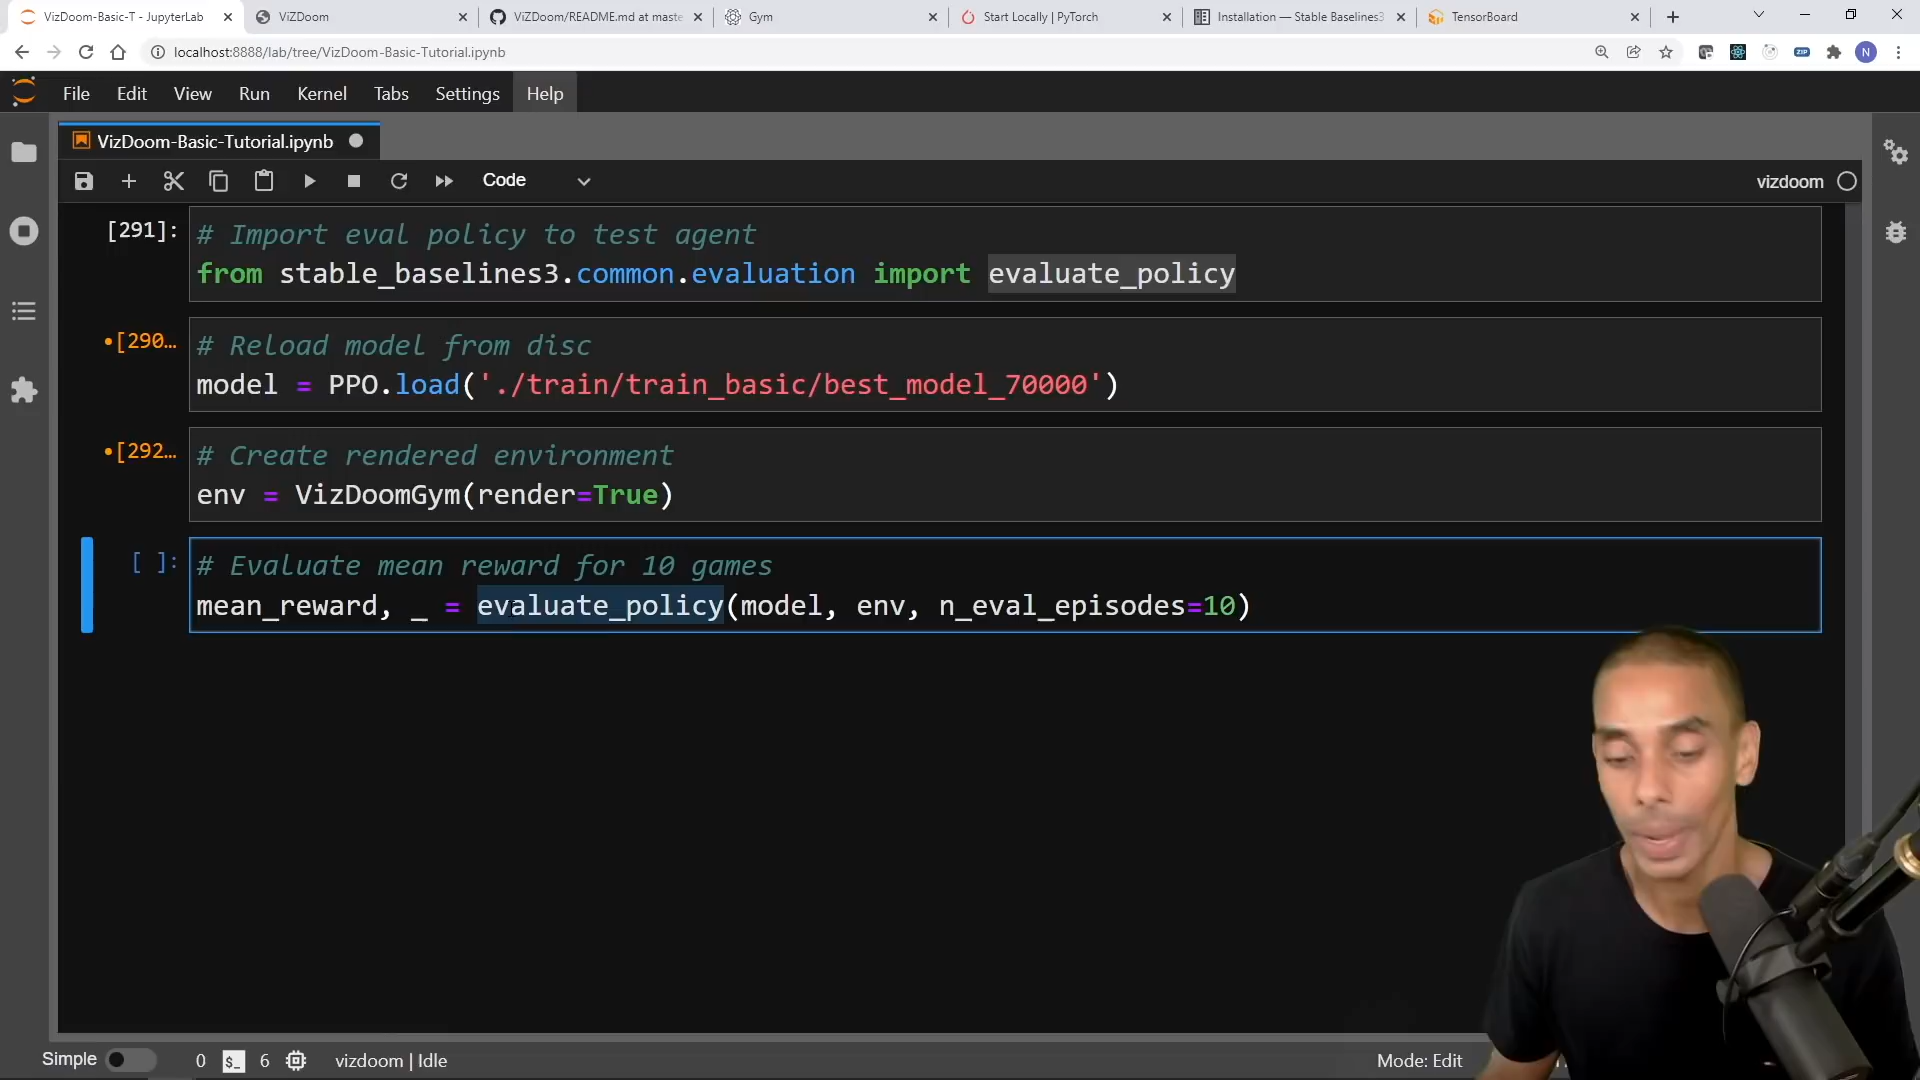 VizDoom-Basic-T - JupyterLab
ViZDoom
ViZDoom/README.md at maste
Gym
Start Locally | PyTorch
Installation — Stable Baselines3
TensorBoard
localhost:8888/lab/tree/VizDoom-Basic-Tutorial.ipynb
ZIP
N
File Edit View Run Kernel Tabs Settings Help
VizDoom-Basic-Tutorial.ipynb
Code
vizdoom
[291]:
# Import eval policy to test agent
from stable_baselines3.common.evaluation import evaluate_policy
•[290…
# Reload model from disc
model = PPO.load('./train/train_basic/best_model_70000')
•[292…
# Create rendered environment
env = VizDoomGym(render=True)
[ ]:
# Evaluate mean reward for 10 games
mean_reward, _ = evaluate_policy(model, env, n_eval_episodes=10)
Simple 0 $_ 6 vizdoom | Idle Mode: Edit